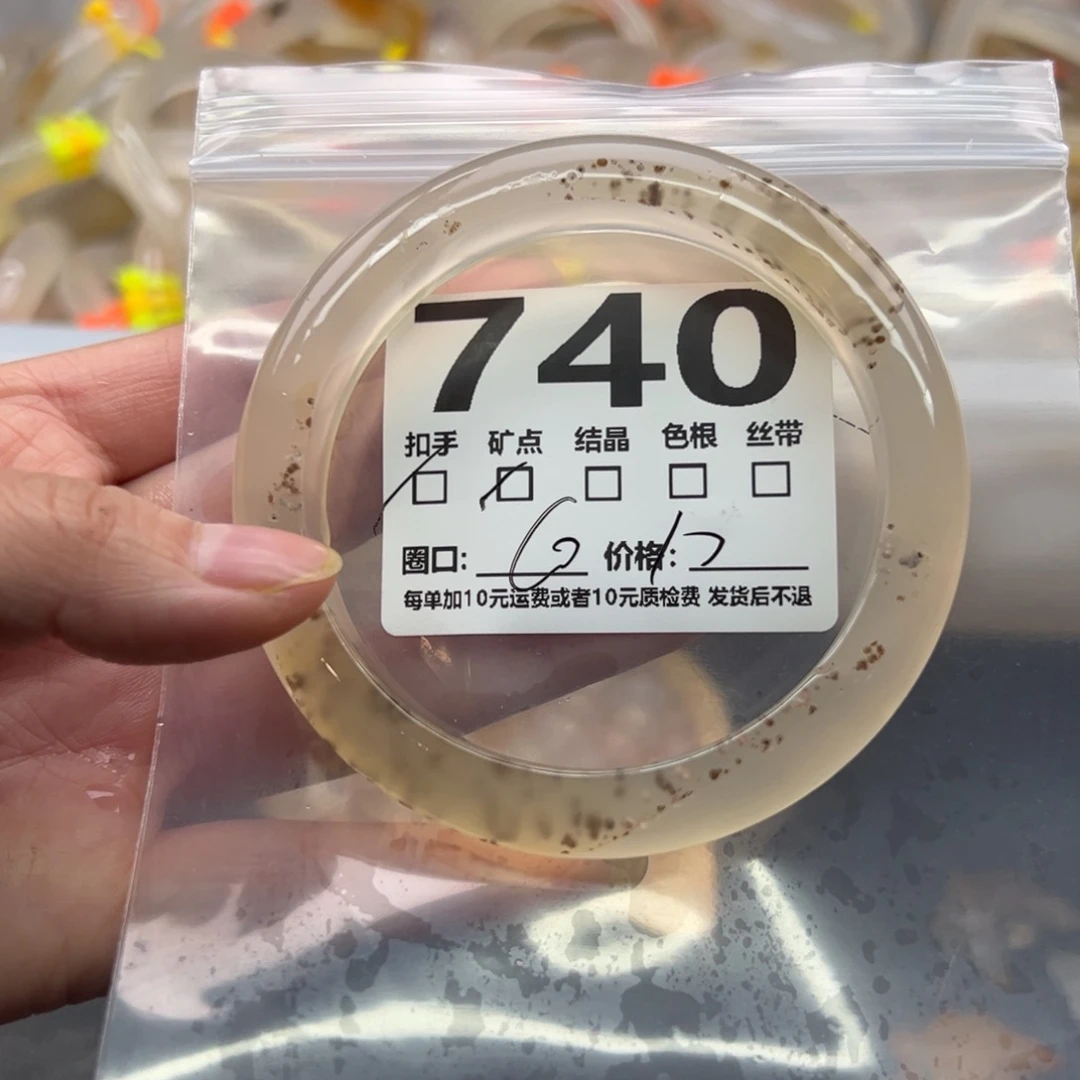 740
扣手 矿点 结晶 色根 丝带
圈口: 价格:
每单加10元运费或者10元质检费 发货后不退